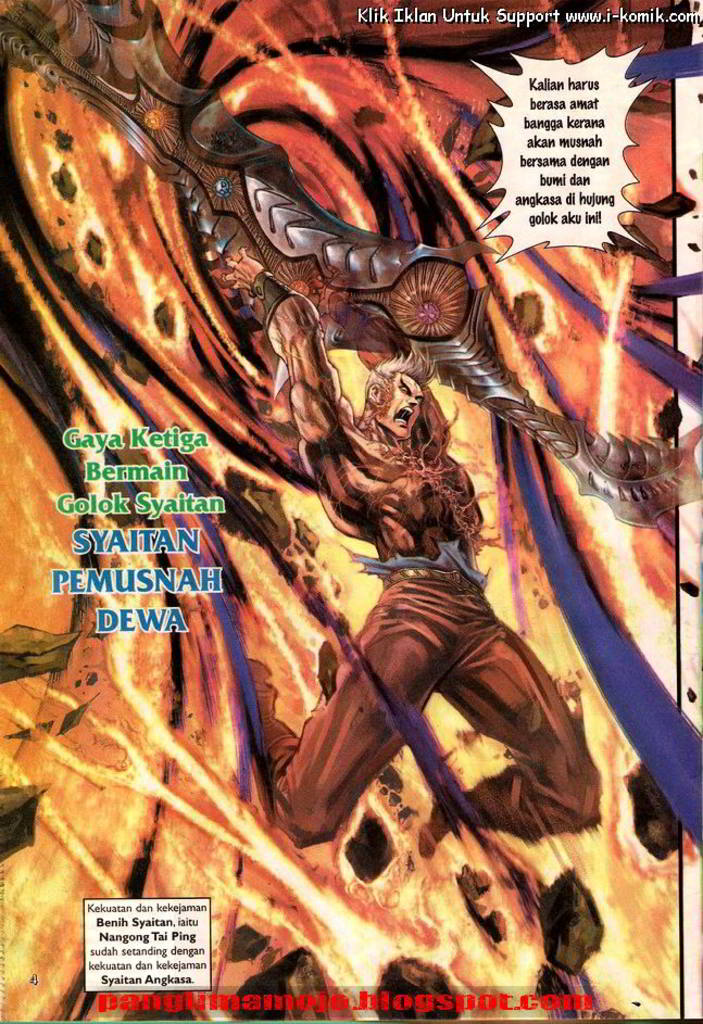 Klik Iklan Untuk Support www.i-komik.com
Kalian harus
berasa amat
bangga kerana
akan musnah
bersama dengan
bumi dan
angkasa di hujung
golok aku ini!
Gaya Ketiga
Bermain
Golok Syaitan
SYAITAN
PEMUSNAH
DEWA
Kekuatan dan kekejaman
Benih Syaitan, iaitu
Nangong Tai Ping
sudah setanding dengan
kekuatan dan kekejaman
Syaitan Angkasa.
4
panglimamojo.blogspot.com